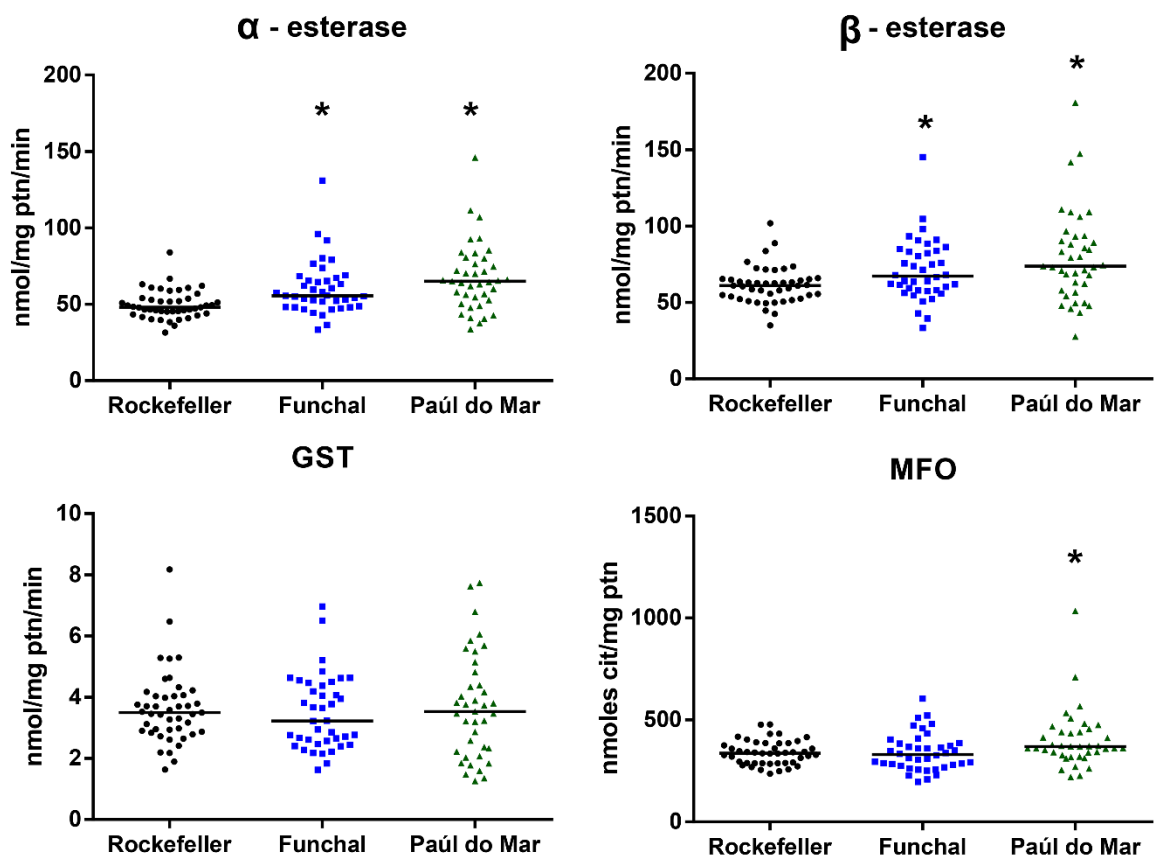 α - esterase
200
150
100
50
0
nmol/mg ptn/min
*
*
Rockefeller Funchal Paúl do Mar
β - esterase
200
150
100
50
0
nmol/mg ptn/min
*
*
Rockefeller Funchal Paúl do Mar
GST
10
8
6
4
2
0
nmol/mg ptn/min
Rockefeller Funchal Paúl do Mar
MFO
1500
1000
500
0
nmoles cit/mg ptn
*
Rockefeller Funchal Paúl do Mar